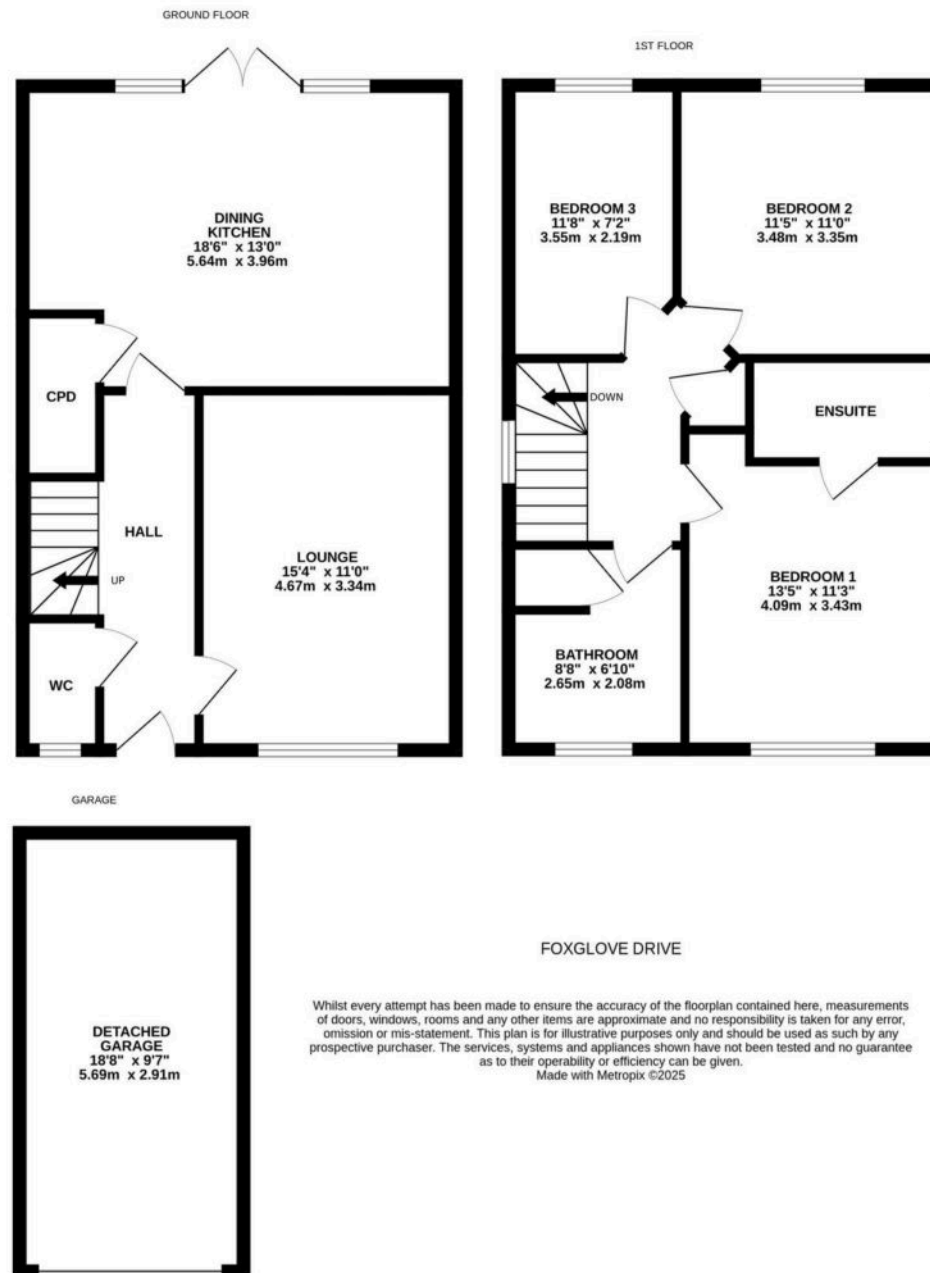 GROUND FLOOR
DINING
KITCHEN
18'6" x 13'0"
5.64m x 3.96m
CPD
HALL
UP
LOUNGE
15'4" x 11'0"
4.67m x 3.34m
WC
1ST FLOOR
BEDROOM 3
11'8" x 7'2"
3.55m x 2.19m
BEDROOM 2
11'5" x 11'0"
3.48m x 3.35m
DOWN
ENSUITE
BEDROOM 1
13'5" x 11'3"
4.09m x 3.43m
BATHROOM
8'8" x 6'10"
2.65m x 2.08m
GARAGE
DETACHED
GARAGE
18'8" x 9'7"
5.69m x 2.91m
FOXGLOVE DRIVE
Whilst every attempt has been made to ensure the accuracy of the floorplan contained here, measurements
of doors, windows, rooms and any other items are approximate and no responsibility is taken for any error,
omission or mis-statement. This plan is for illustrative purposes only and should be used as such by any
prospective purchaser. The services, systems and appliances shown have not been tested and no guarantee
as to their operability or efficiency can be given.
Made with Metropix ©2025